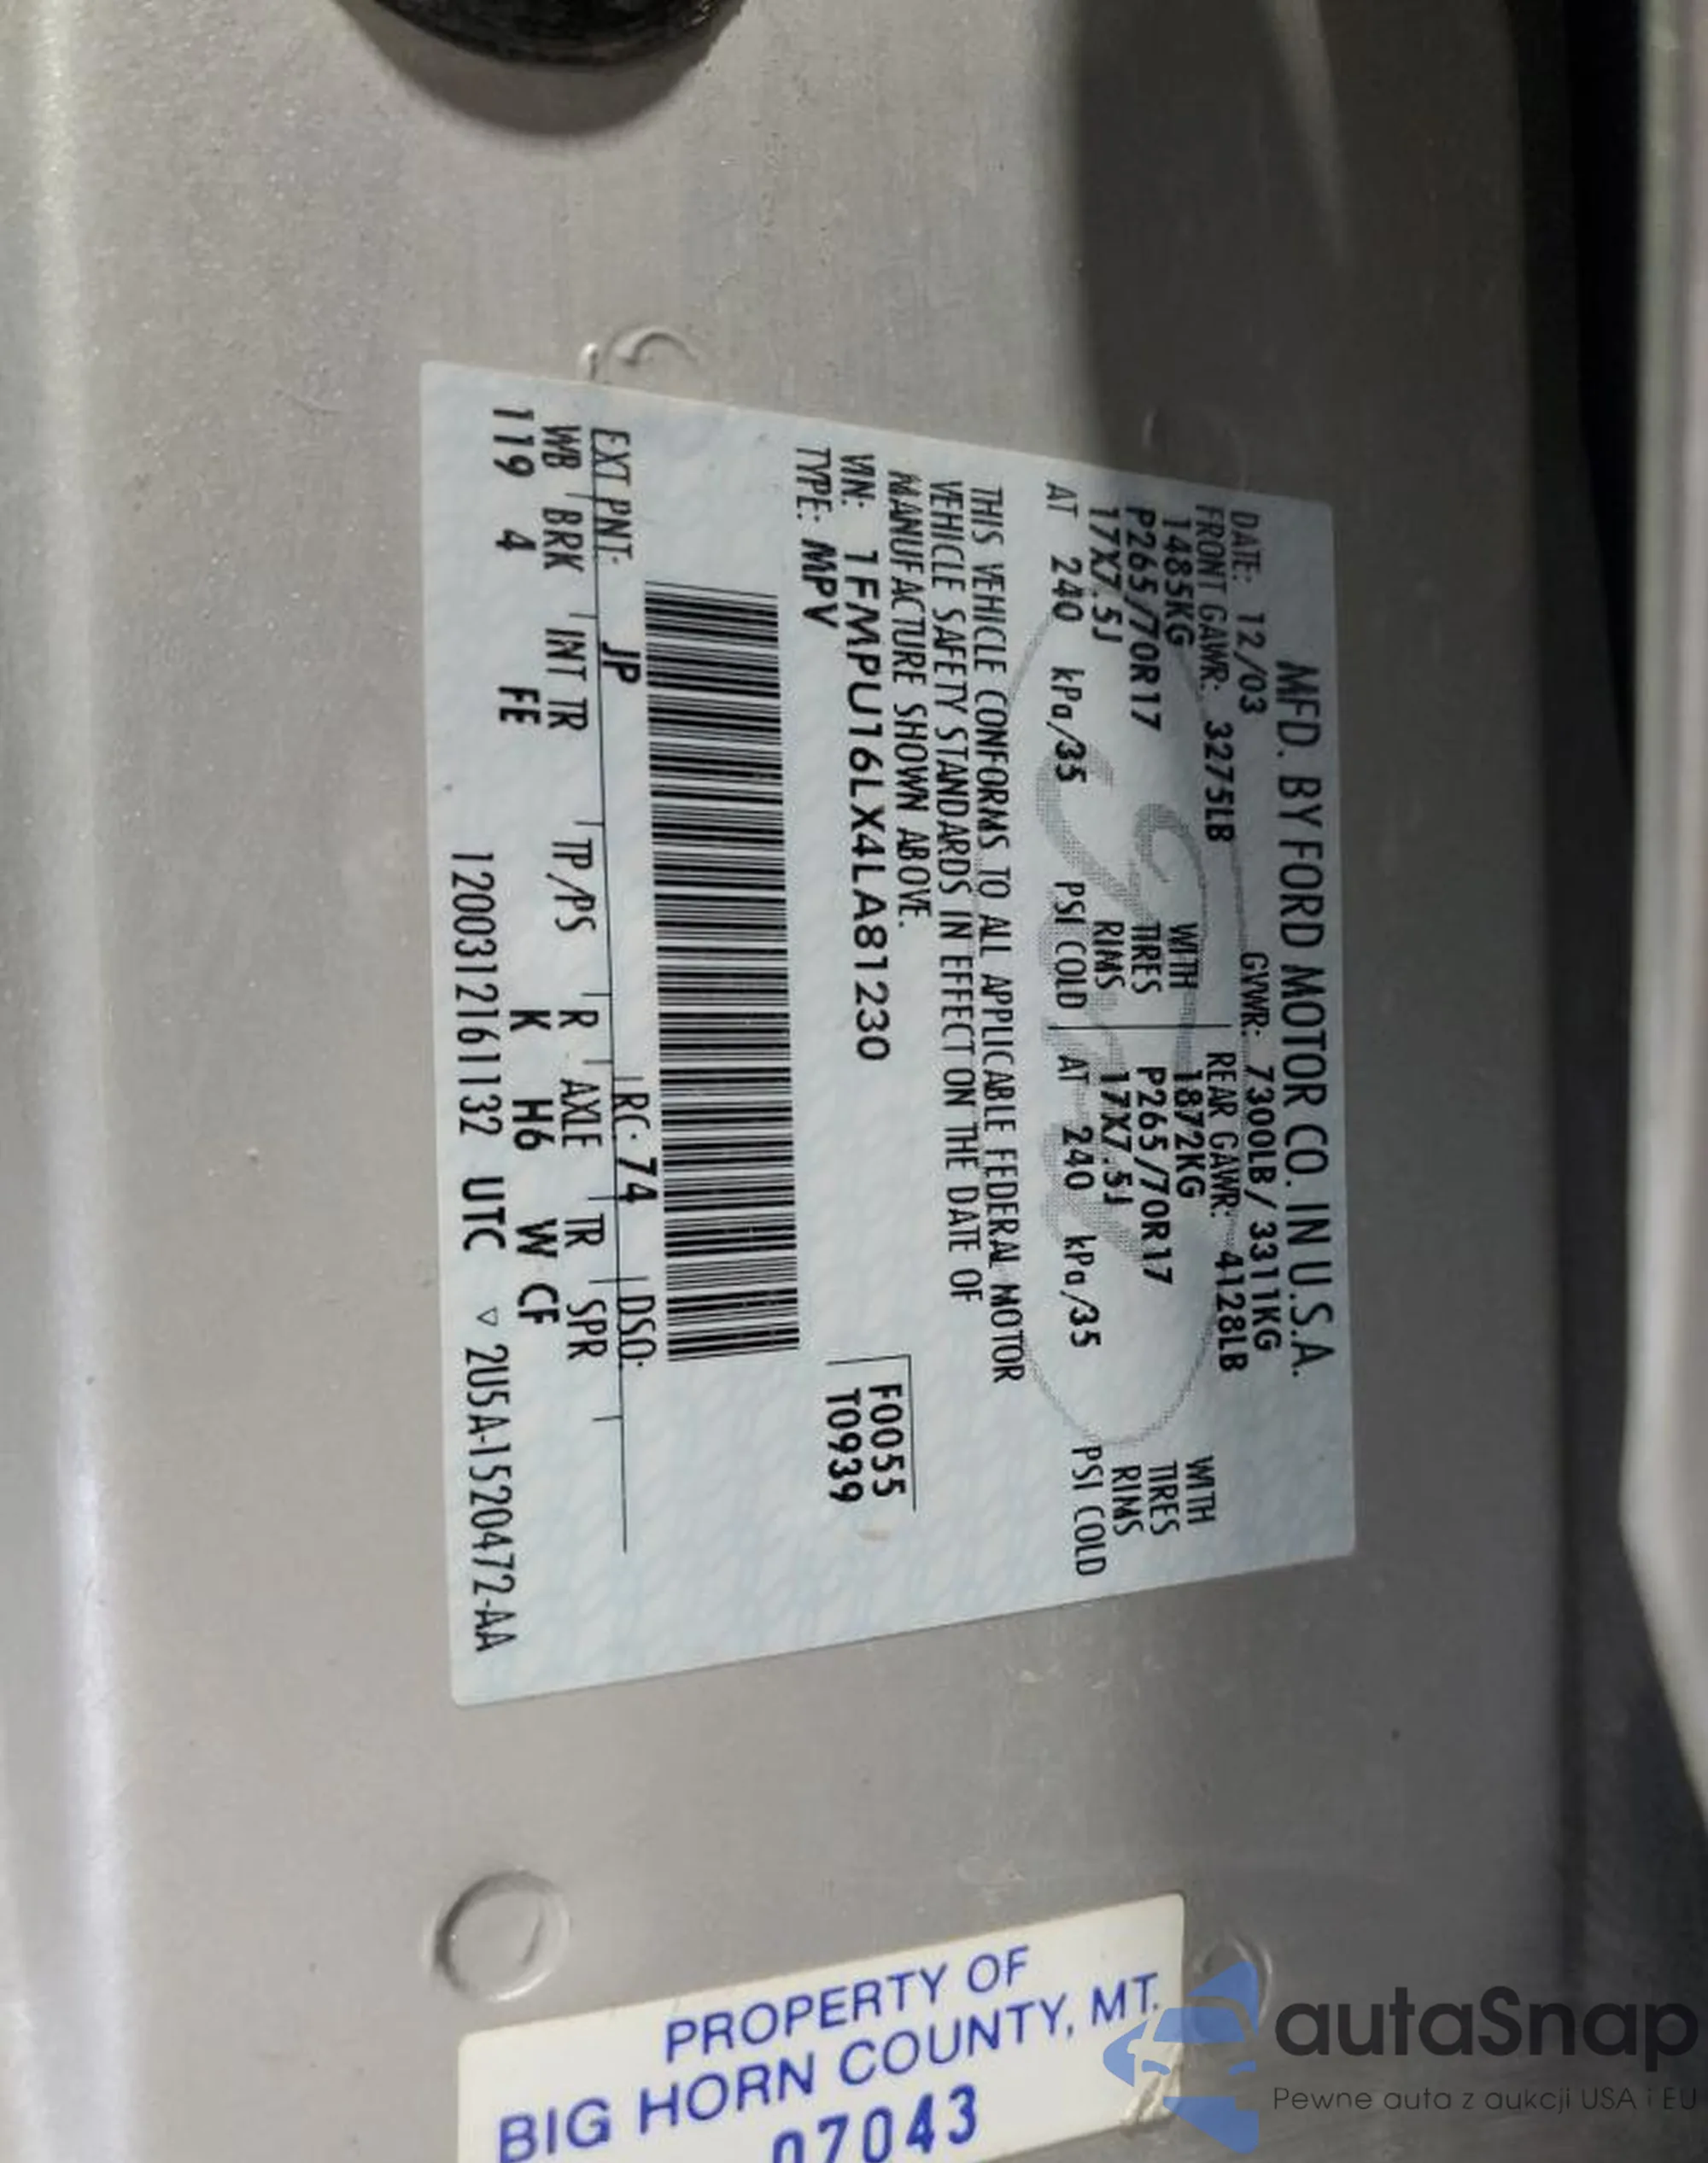 MFD. BY FORD MOTOR CO. IN U.S.A.
DATE: 12/03 GVWR: 7300LB/3311KG
FRONT GAWR: 3275LB REAR GAWR: 4128LB
1485KG WITH 1872KG WITH
P265/70R17 TIRES P265/70R17 TIRES
17X7.5J RIMS 17X7.5J RIMS
AT 240 kPa/35 PSI COLD AT 240 kPa/35 PSI COLD
THIS VEHICLE CONFORMS TO ALL APPLICABLE FEDERAL MOTOR
VEHICLE SAFETY STANDARDS IN EFFECT ON THE DATE OF
MANUFACTURE SHOWN ABOVE.
VIN: 1FMPU16LX4LA81230 F0055
TYPE: MPV T0939
EXT PNT: JP RC: 74 DSO:
WB BRK INT TR TP/PS R AXLE TR SPR
119 4 FE K H6 W CF
1200312161132 UTC ▽ 2U5A-1520472-AA
PROPERTY OF
BIG HORN COUNTY, MT.
07043
autaSnap
Pewne auta z aukcji USA i EU